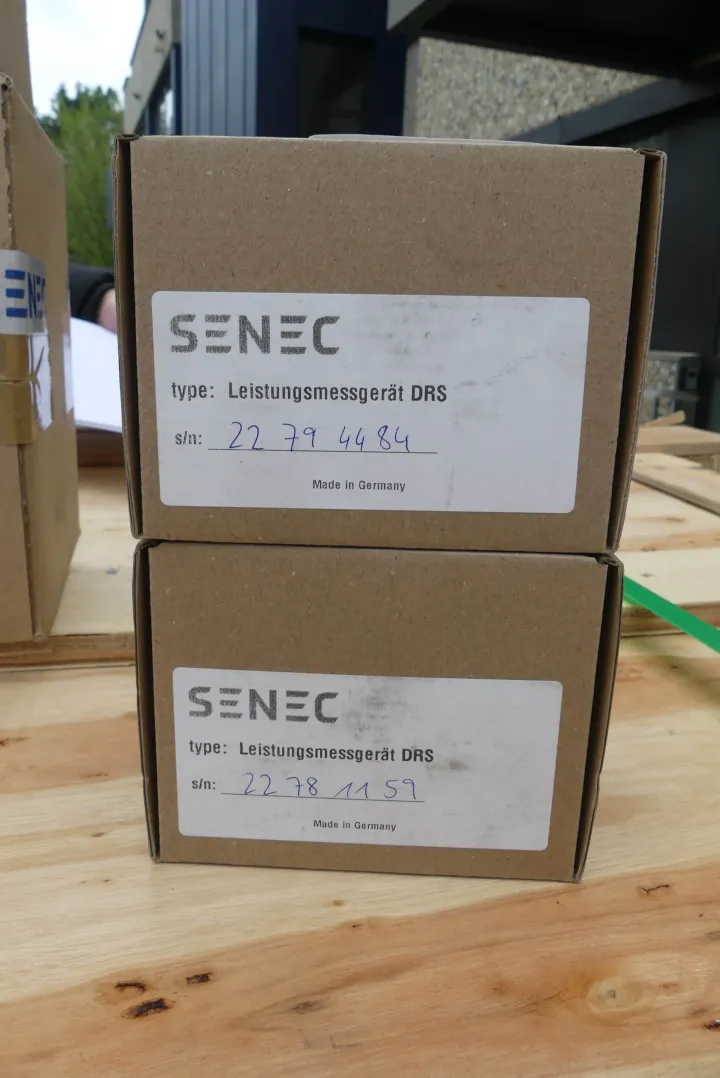 SENEC
type: Leistungsmessgerät DRS
s/n: 22 79 4484
Made in Germany
SENEC
type: Leistungsmessgerät DRS
s/n: 22 78 11 59
Made in Germany